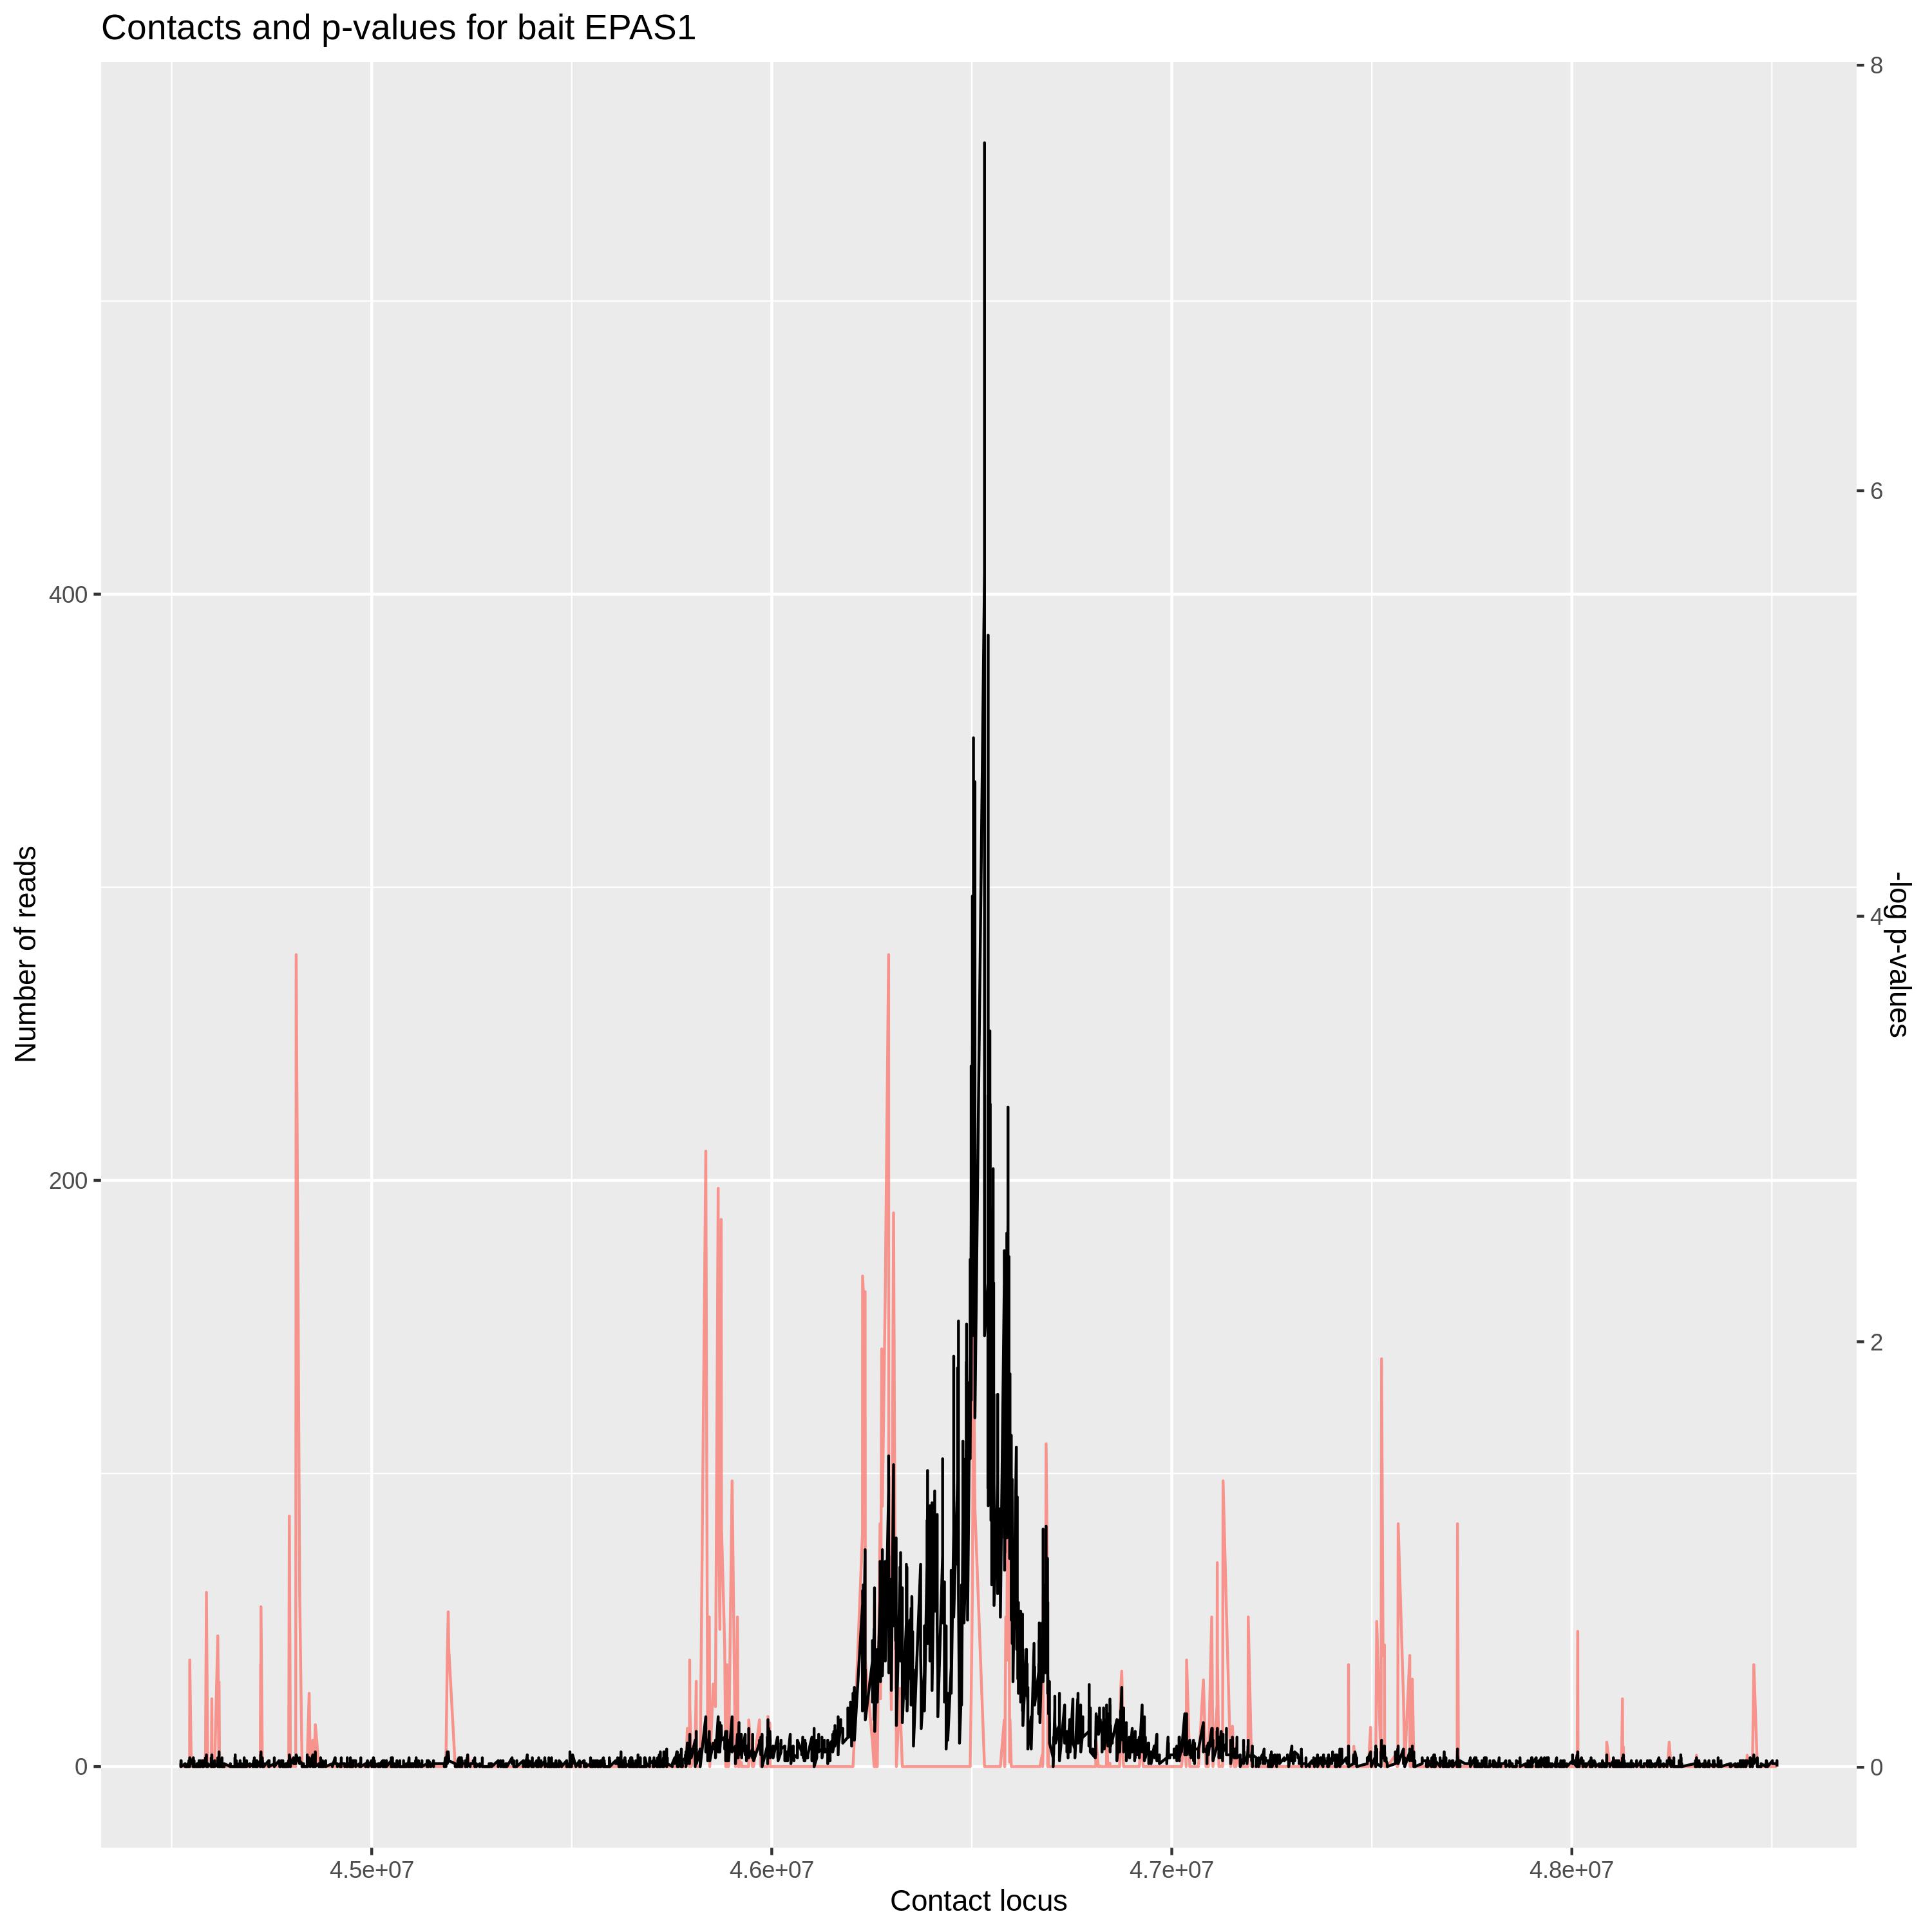 Contacts and p-values for bait EPAS1
8
6
400
4
Number of reads
-log p-values
200
2
0
0
4.5e+07
4.6e+07
4.7e+07
4.8e+07
Contact locus